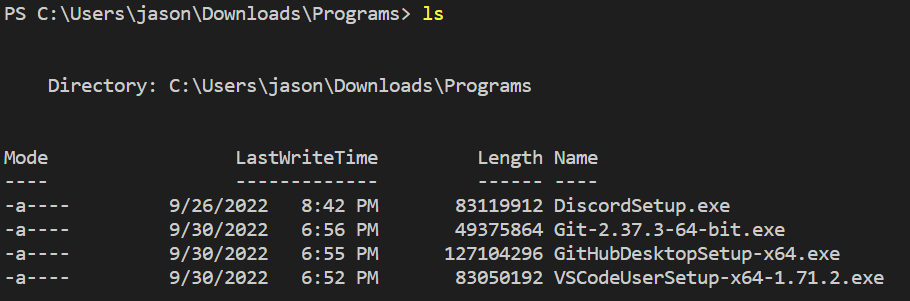 PS C:\Users\jason\Downloads\Programs> ls
Directory: C:\Users\jason\Downloads\Programs
Mode LastWriteTime Length Name
---- ------------- ------ ----
-a---- 9/26/2022 8:42 PM 83119912 DiscordSetup.exe
-a---- 9/30/2022 6:56 PM 49375864 Git-2.37.3-64-bit.exe
-a---- 9/30/2022 6:55 PM 127104296 GitHubDesktopSetup-x64.exe
-a---- 9/30/2022 6:52 PM 83050192 VSCodeUserSetup-x64-1.71.2.exe